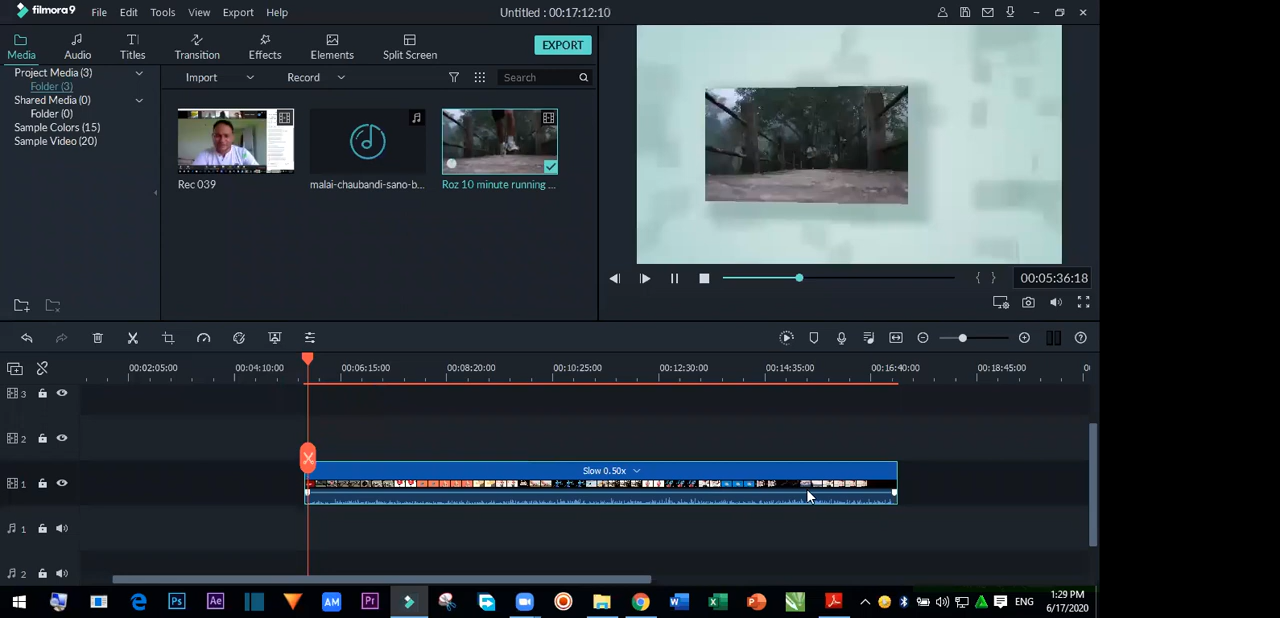 filmora9 File Edit Tools View Export Help Untitled : 00:17:12:10
Media Audio Titles Transition Effects Elements Split Screen EXPORT
Project Media (3)
Folder (3)
Shared Media (0)
Folder (0)
Sample Colors (15)
Sample Video (20)
Import Record Search
Rec 039 malai-chaubandi-sano-b... Roz 10 minute running ...
00:05:36:18
00:02:05:00 00:04:10:00 00:06:15:00 00:08:20:00 00:10:25:00 00:12:30:00 00:14:35:00 00:16:40:00 00:18:45:00
3
2
Slow 0.50x
1
1
2
Ps Ae AM Pr ENG 1:29 PM
6/17/2020